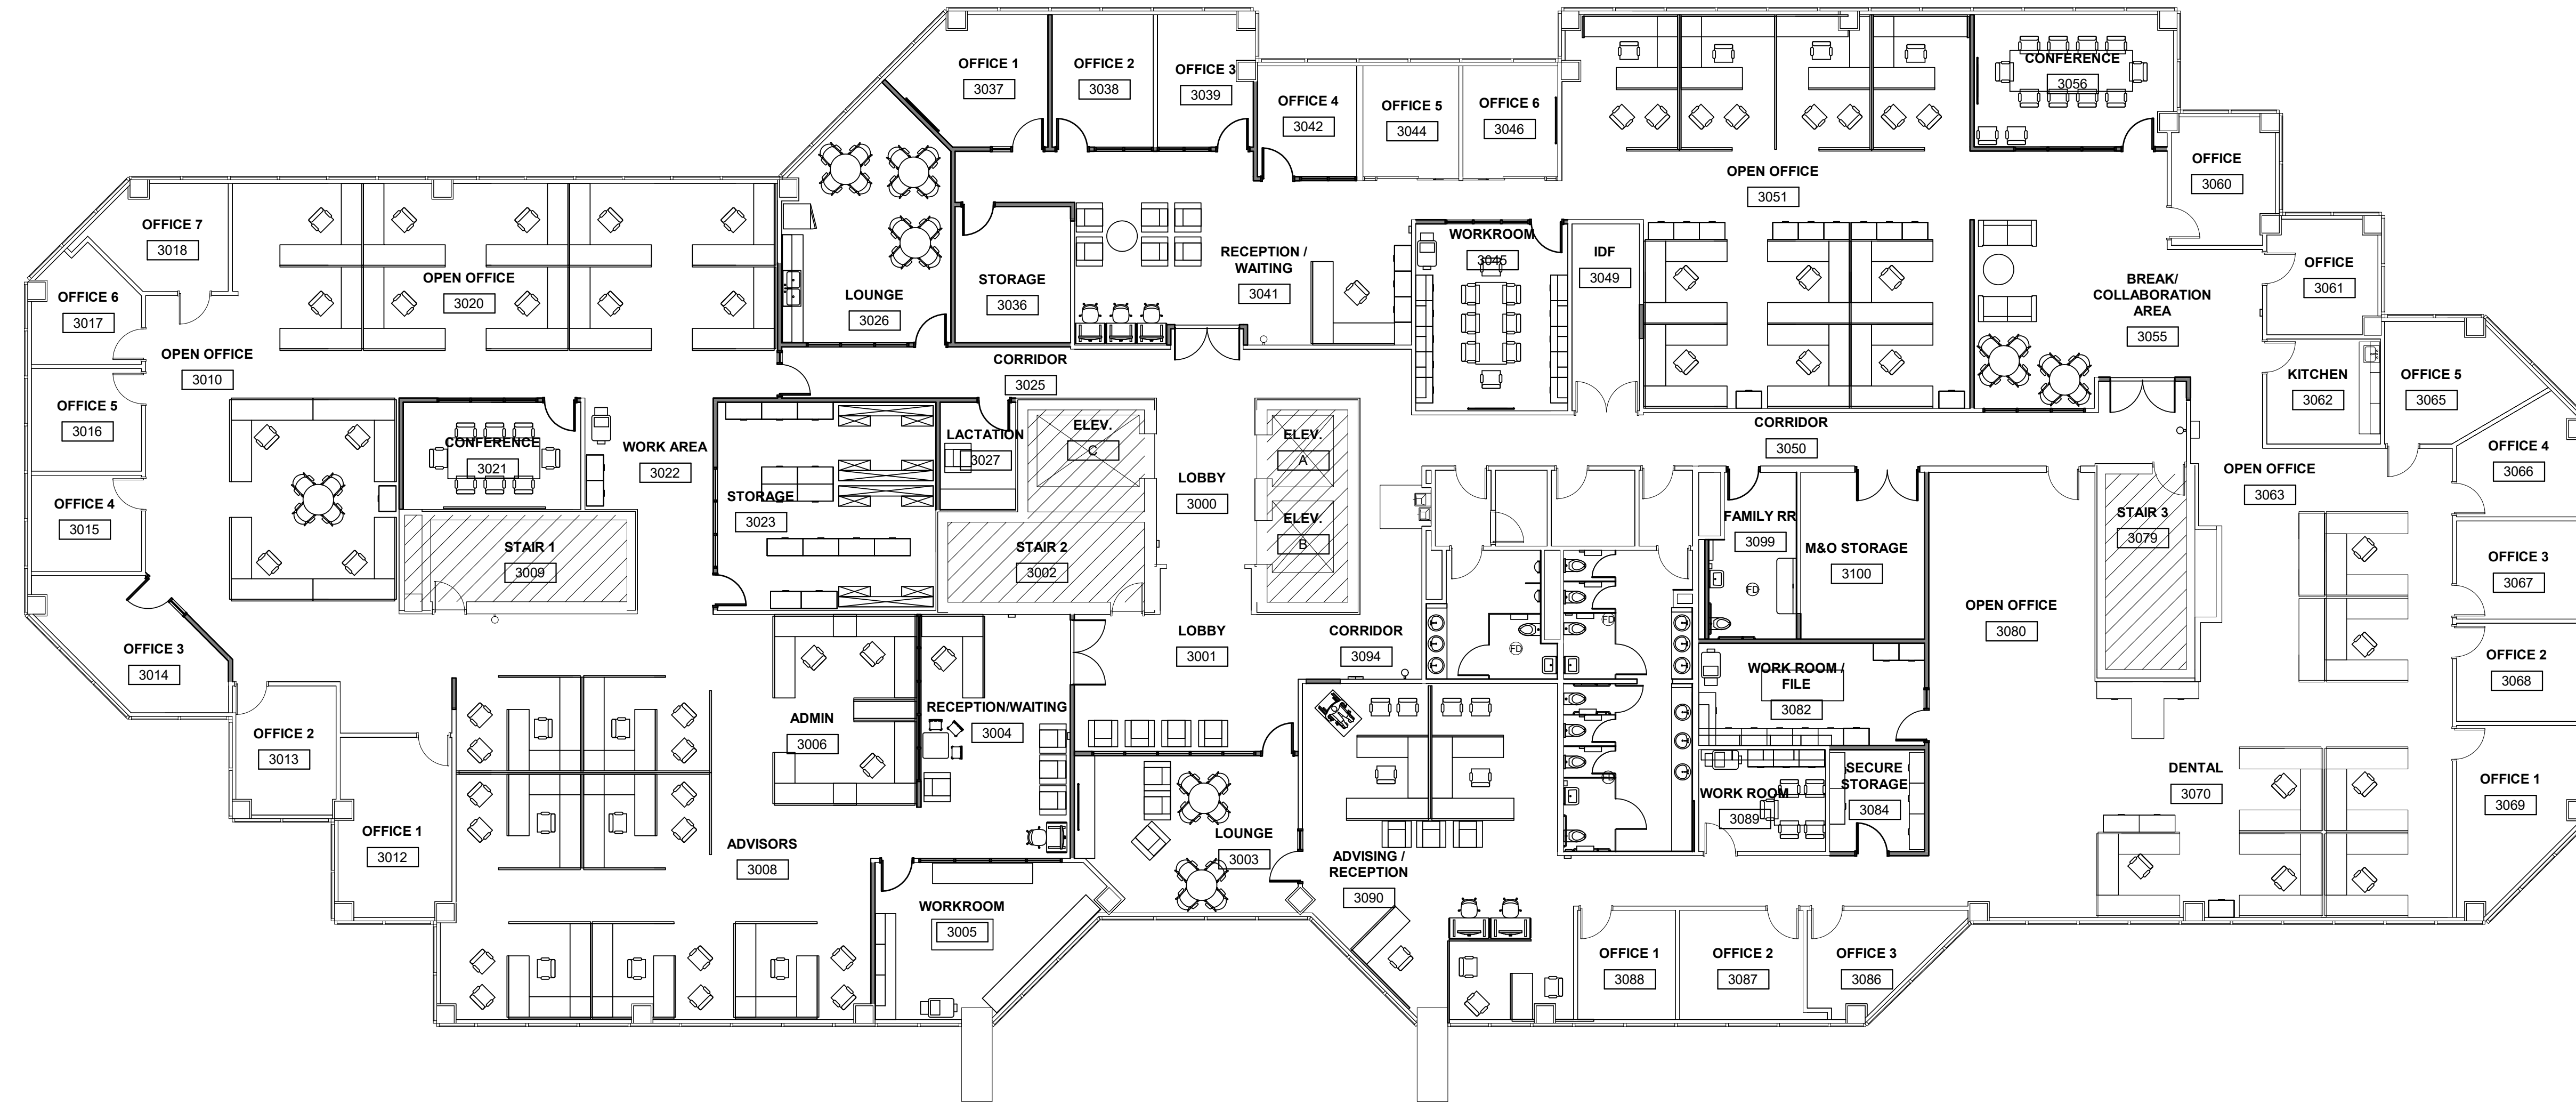 OFFICE 1
3037
OFFICE 2
3038
OFFICE 3
3039
OFFICE 4
3042
OFFICE 5
3044
OFFICE 6
3046
CONFERENCE
3056
OPEN OFFICE
3051
OFFICE
3060
OFFICE 7
3018
OFFICE 6
3017
OPEN OFFICE
3020
LOUNGE
3026
STORAGE
3036
RECEPTION /
WAITING
3041
WORKROOM
3045
IDF
3049
BREAK/
COLLABORATION
AREA
3055
OFFICE
3061
KITCHEN
3062
OFFICE 5
3065
OPEN OFFICE
3010
CORRIDOR
3025
OFFICE 5
3016
CONFERENCE
3021
WORK AREA
3022
STORAGE
3023
LACTATION
3027
ELEV.
C
LOBBY
3000
ELEV.
A
ELEV.
B
CORRIDOR
3050
OPEN OFFICE
3063
OFFICE 4
3066
OFFICE 4
3015
STAIR 1
3009
STAIR 2
3002
FAMILY RR
3099
FD
M&O STORAGE
3100
STAIR 3
3079
OFFICE 3
3067
OFFICE 3
3014
LOBBY
3001
CORRIDOR
3094
FD
FD
OPEN OFFICE
3080
OFFICE 2
3068
OFFICE 2
3013
ADMIN
3006
RECEPTION/WAITING
3004
WORK ROOM /
FILE
3082
OFFICE 1
3012
ADVISORS
3008
LOUNGE
3003
FD
WORK ROOM
3089
SECURE
STORAGE
3084
DENTAL
3070
OFFICE 1
3069
WORKROOM
3005
ADVISING /
RECEPTION
3090
OFFICE 1
3088
OFFICE 2
3087
OFFICE 3
3086